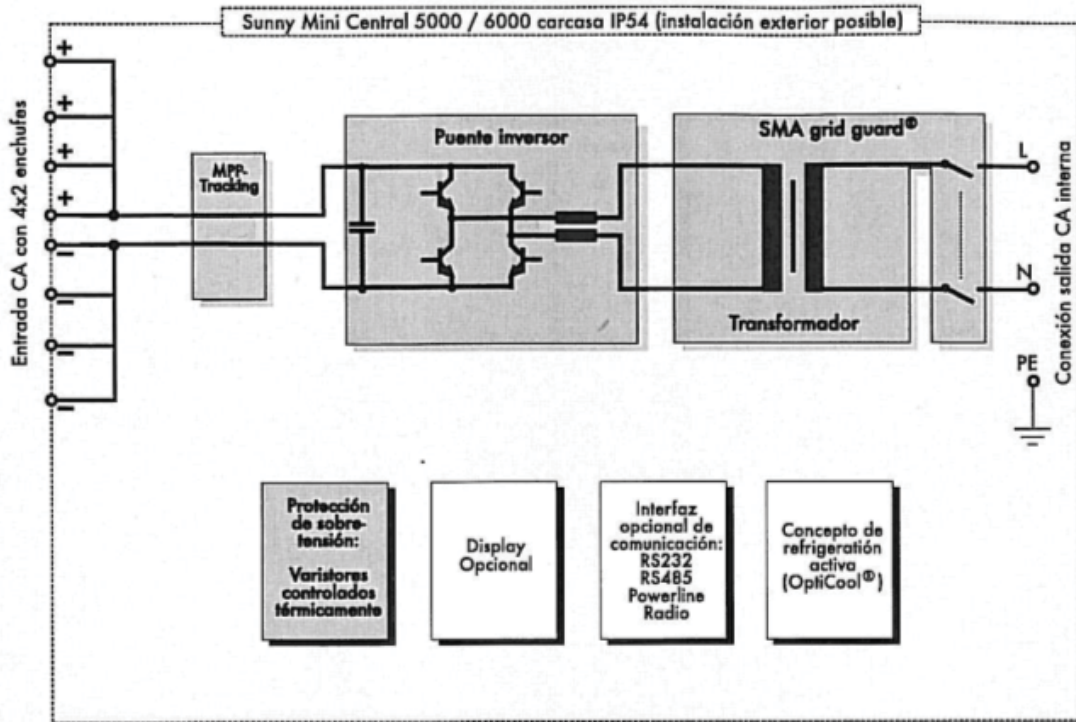 Sunny Mini Central 5000 / 6000 carcasa IP54 (instalación exterior posible)
Entrada CA con 4x2 enchufes
+
+
+
+
−
−
−
−
MPP-
Tracking
Puente inversor
SMA grid guard®
Transformador
L
N
PE
Conexión salida CA interna
Protección
de sobre-
tensión:
Varistores
controlados
térmicamente
Display
Opcional
Interfaz
opcional de
comunicación:
RS232
RS485
Powerline
Radio
Concepto de
refrigeratión
activa
(OptiCool®)